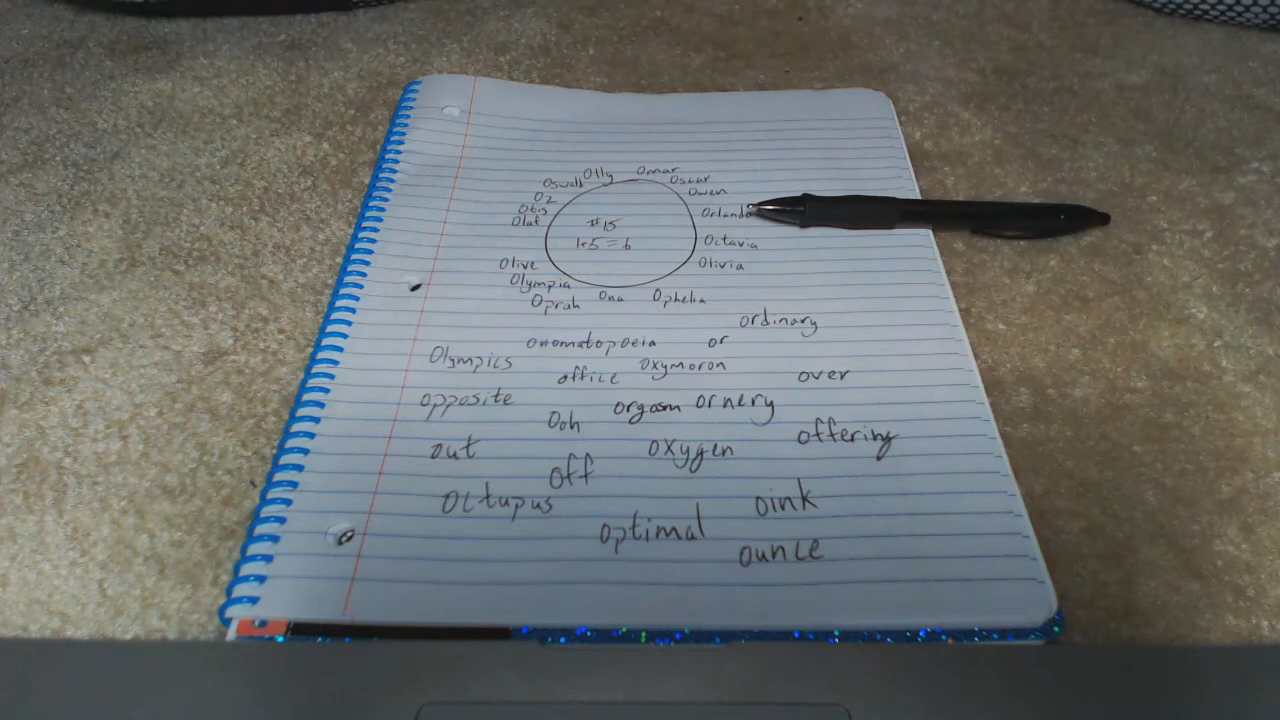 Olly Omar
Oswald Oscar
Oz Owen
Otis Orlando
Olaf #15
1+5 = 6 Octavia
Olive Olivia
Olympia
Oprah Ona Ophelia
ordinary
onomatopoeia or
Olympics oxymoron
office over
opposite orgasm ornery
Ooh offering
out oxygen
off
Octupus oink
optimal
ounce